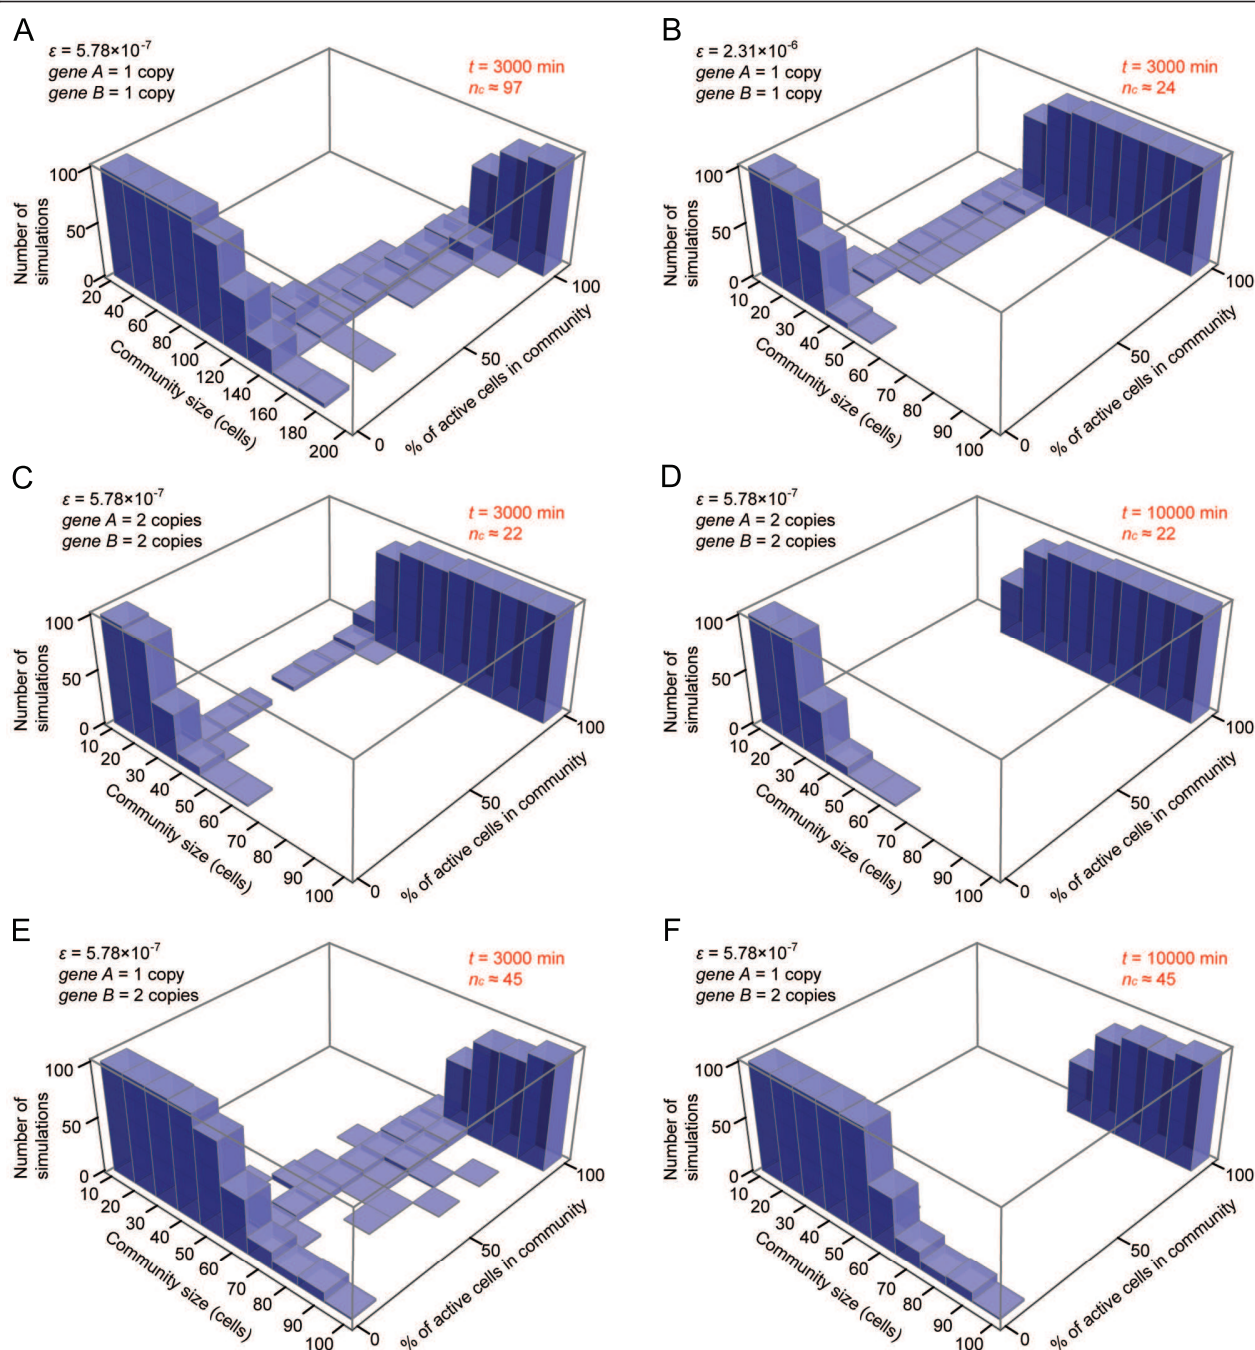 A
ε = 5.78×10-7
gene A = 1 copy
gene B = 1 copy
t = 3000 min
nc ≈ 97
Number of
simulations
100
50
0
20
40
60
80
100
120
140
160
180
200
Community size (cells)
0
50
100
% of active cells in community
B
ε = 2.31×10-6
gene A = 1 copy
gene B = 1 copy
t = 3000 min
nc ≈ 24
Number of
simulations
100
50
0
10
20
30
40
50
60
70
80
90
100
Community size (cells)
0
50
100
% of active cells in community
C
ε = 5.78×10-7
gene A = 2 copies
gene B = 2 copies
t = 3000 min
nc ≈ 22
Number of
simulations
100
50
0
10
20
30
40
50
60
70
80
90
100
Community size (cells)
0
50
100
% of active cells in community
D
ε = 5.78×10-7
gene A = 2 copies
gene B = 2 copies
t = 10000 min
nc ≈ 22
Number of
simulations
100
50
0
10
20
30
40
50
60
70
80
90
100
Community size (cells)
0
50
100
% of active cells in community
E
ε = 5.78×10-7
gene A = 1 copy
gene B = 2 copies
t = 3000 min
nc ≈ 45
Number of
simulations
100
50
0
10
20
30
40
50
60
70
80
90
100
Community size (cells)
0
50
100
% of active cells in community
F
ε = 5.78×10-7
gene A = 1 copy
gene B = 2 copies
t = 10000 min
nc ≈ 45
Number of
simulations
100
50
0
10
20
30
40
50
60
70
80
90
100
Community size (cells)
0
50
100
% of active cells in community